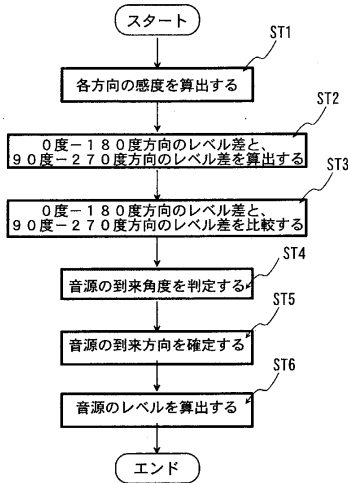 スタート
ST1
各方向の感度を算出する
ST2
0度-180度方向のレベル差と、
90度-270度方向のレベル差を算出する
ST3
0度-180度方向のレベル差と、
90度-270度方向のレベル差を比較する
ST4
音源の到来角度を判定する
ST5
音源の到来方向を確定する
ST6
音源のレベルを算出する
エンド